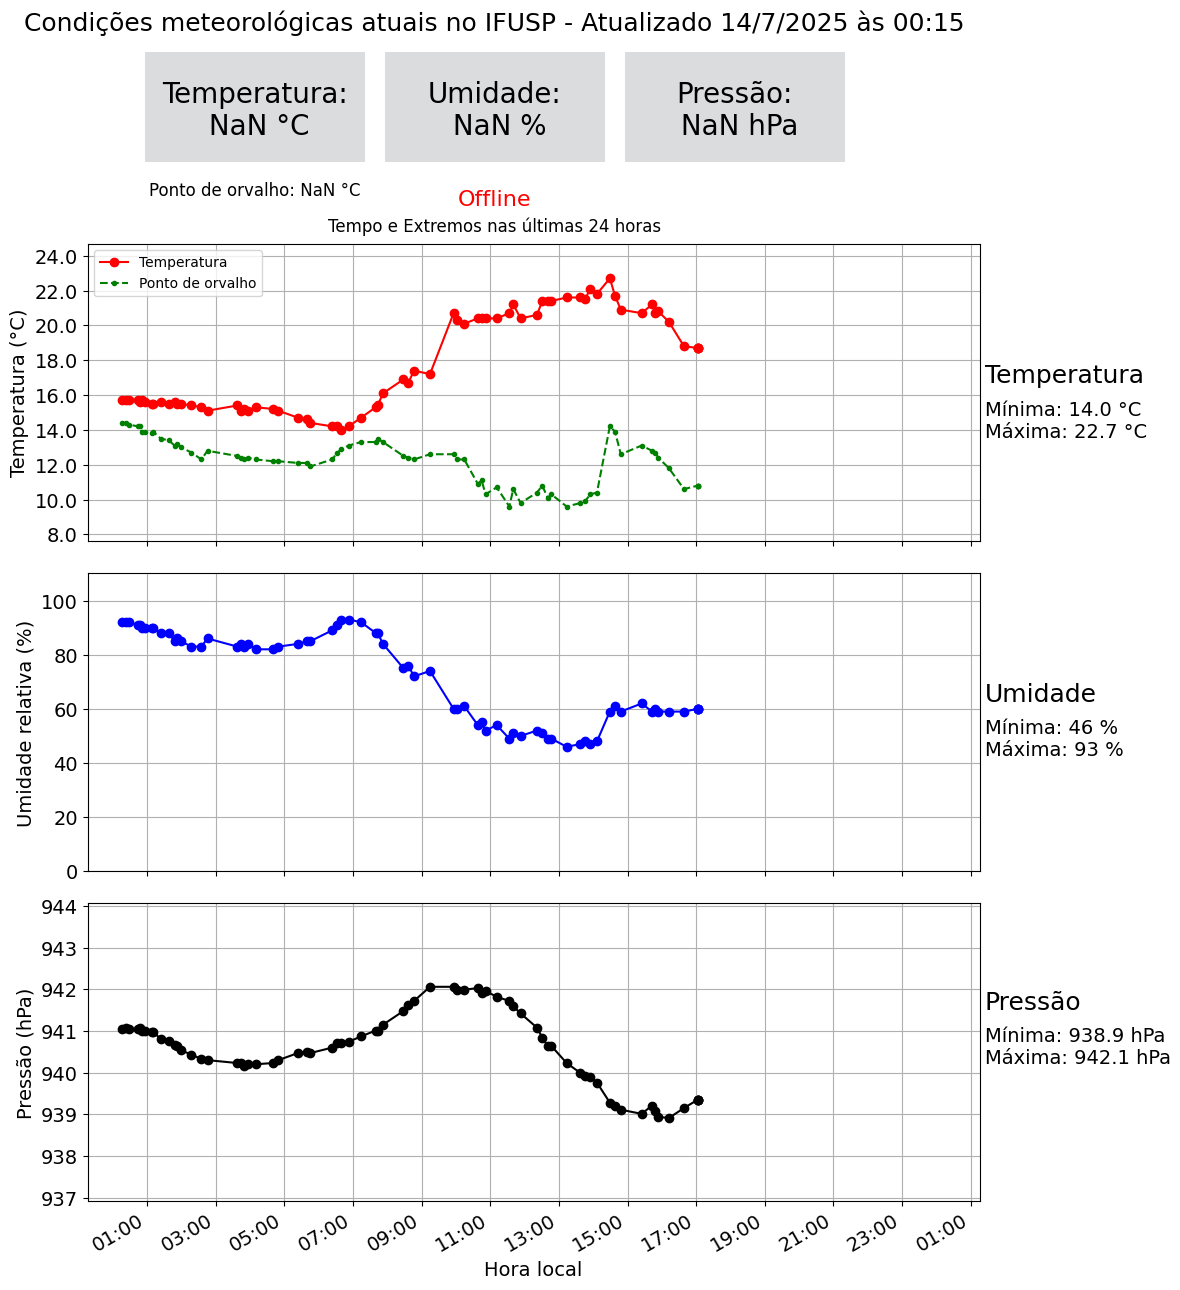 Condições meteorológicas atuais no IFUSP - Atualizado 14/7/2025 às 00:15
Temperatura:
NaN °C
Umidade:
NaN %
Pressão:
NaN hPa
Ponto de orvalho: NaN °C
Offline
Tempo e Extremos nas últimas 24 horas
Temperatura
Ponto de orvalho
24.0
22.0
20.0
18.0
16.0
14.0
12.0
10.0
8.0
Temperatura (°C)
Temperatura
Mínima: 14.0 °C
Máxima: 22.7 °C
100
80
60
40
20
0
Umidade relativa (%)
Umidade
Mínima: 46 %
Máxima: 93 %
944
943
942
941
940
939
938
937
Pressão (hPa)
Pressão
Mínima: 938.9 hPa
Máxima: 942.1 hPa
01:00 03:00 05:00 07:00 09:00 11:00 13:00 15:00 17:00 19:00 21:00 23:00 01:00
Hora local